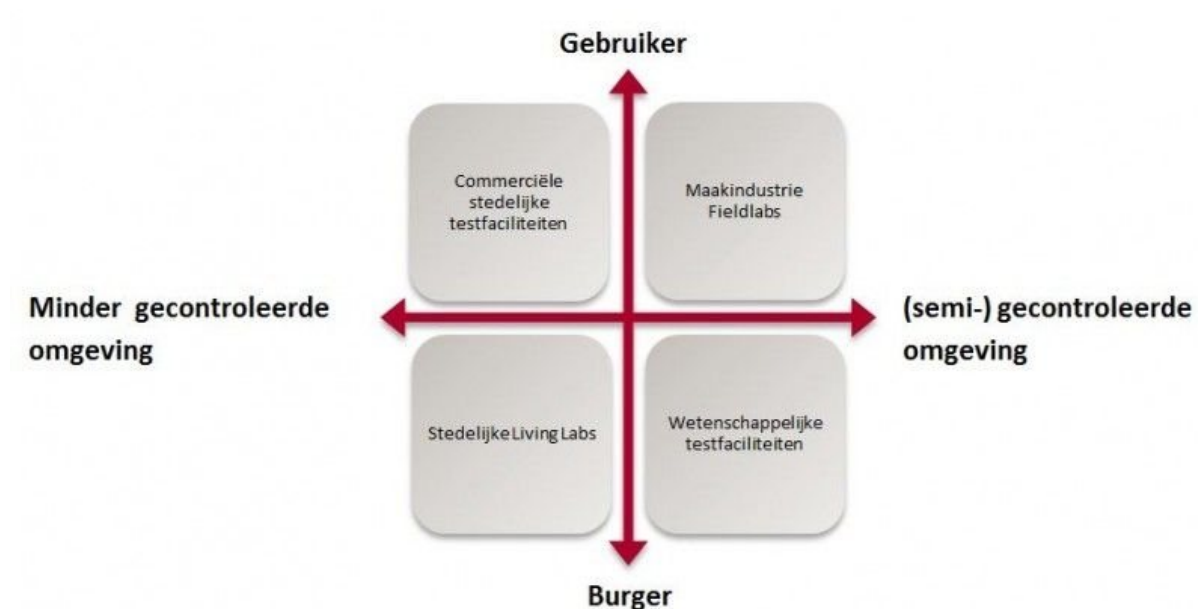 Gebruiker
Commerciële
stedelijke
testfaciliteiten
Maakindustrie
Fieldlabs
Minder gecontroleerde
omgeving
(semi-) gecontroleerde
omgeving
Stedelijke Living Labs
Wetenschappelijke
testfaciliteiten
Burger